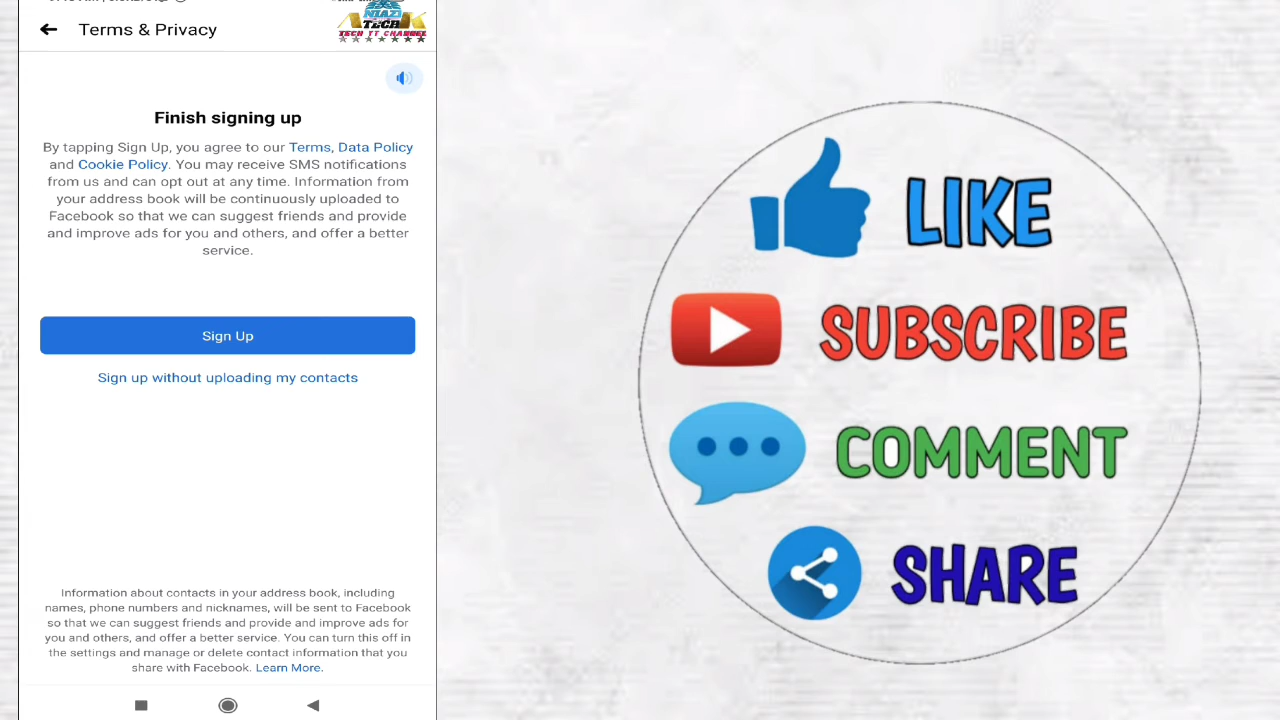 Terms & Privacy
NIAZI
TECH
TECH YT CHANNEL
Finish signing up
By tapping Sign Up, you agree to our Terms, Data Policy
and Cookie Policy. You may receive SMS notifications
from us and can opt out at any time. Information from
your address book will be continuously uploaded to
Facebook so that we can suggest friends and provide
and improve ads for you and others, and offer a better
service.
Sign Up
Sign up without uploading my contacts
Information about contacts in your address book, including
names, phone numbers and nicknames, will be sent to Facebook
so that we can suggest friends and provide and improve ads for
you and others, and offer a better service. You can turn this off in
the settings and manage or delete contact information that you
share with Facebook. Learn More.
LIKE
SUBSCRIBE
COMMENT
SHARE